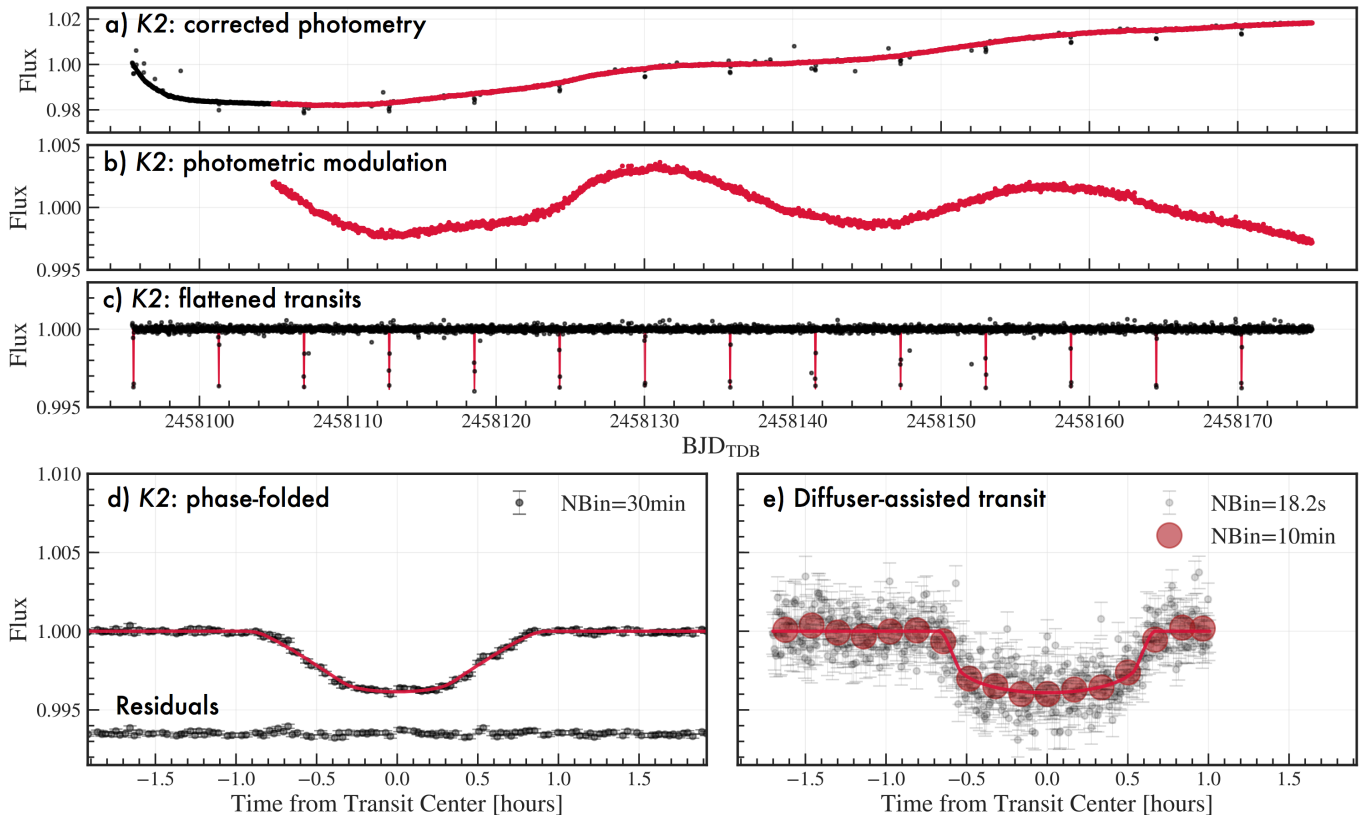 a) K2: corrected photometry
1.02
1.00
0.98
Flux
b) K2: photometric modulation
1.005
1.000
0.995
Flux
c) K2: flattened transits
1.000
0.995
Flux
2458100 2458110 2458120 2458130 2458140 2458150 2458160 2458170
BJD_TDB
d) K2: phase-folded
NBin=30min
1.010
1.005
1.000
0.995
Flux
Residuals
−1.5 −1.0 −0.5 0.0 0.5 1.0 1.5
Time from Transit Center [hours]
e) Diffuser-assisted transit
NBin=18.2s
NBin=10min
−1.5 −1.0 −0.5 0.0 0.5 1.0 1.5
Time from Transit Center [hours]